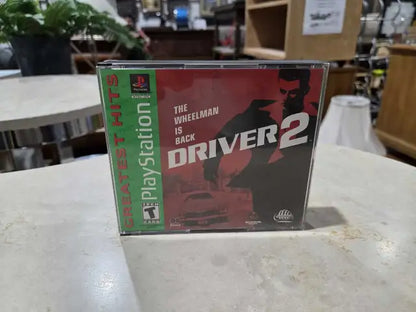 GREATEST HITS
PlayStation
THE
WHEELMAN
IS
BACK
DRIVER 2
T